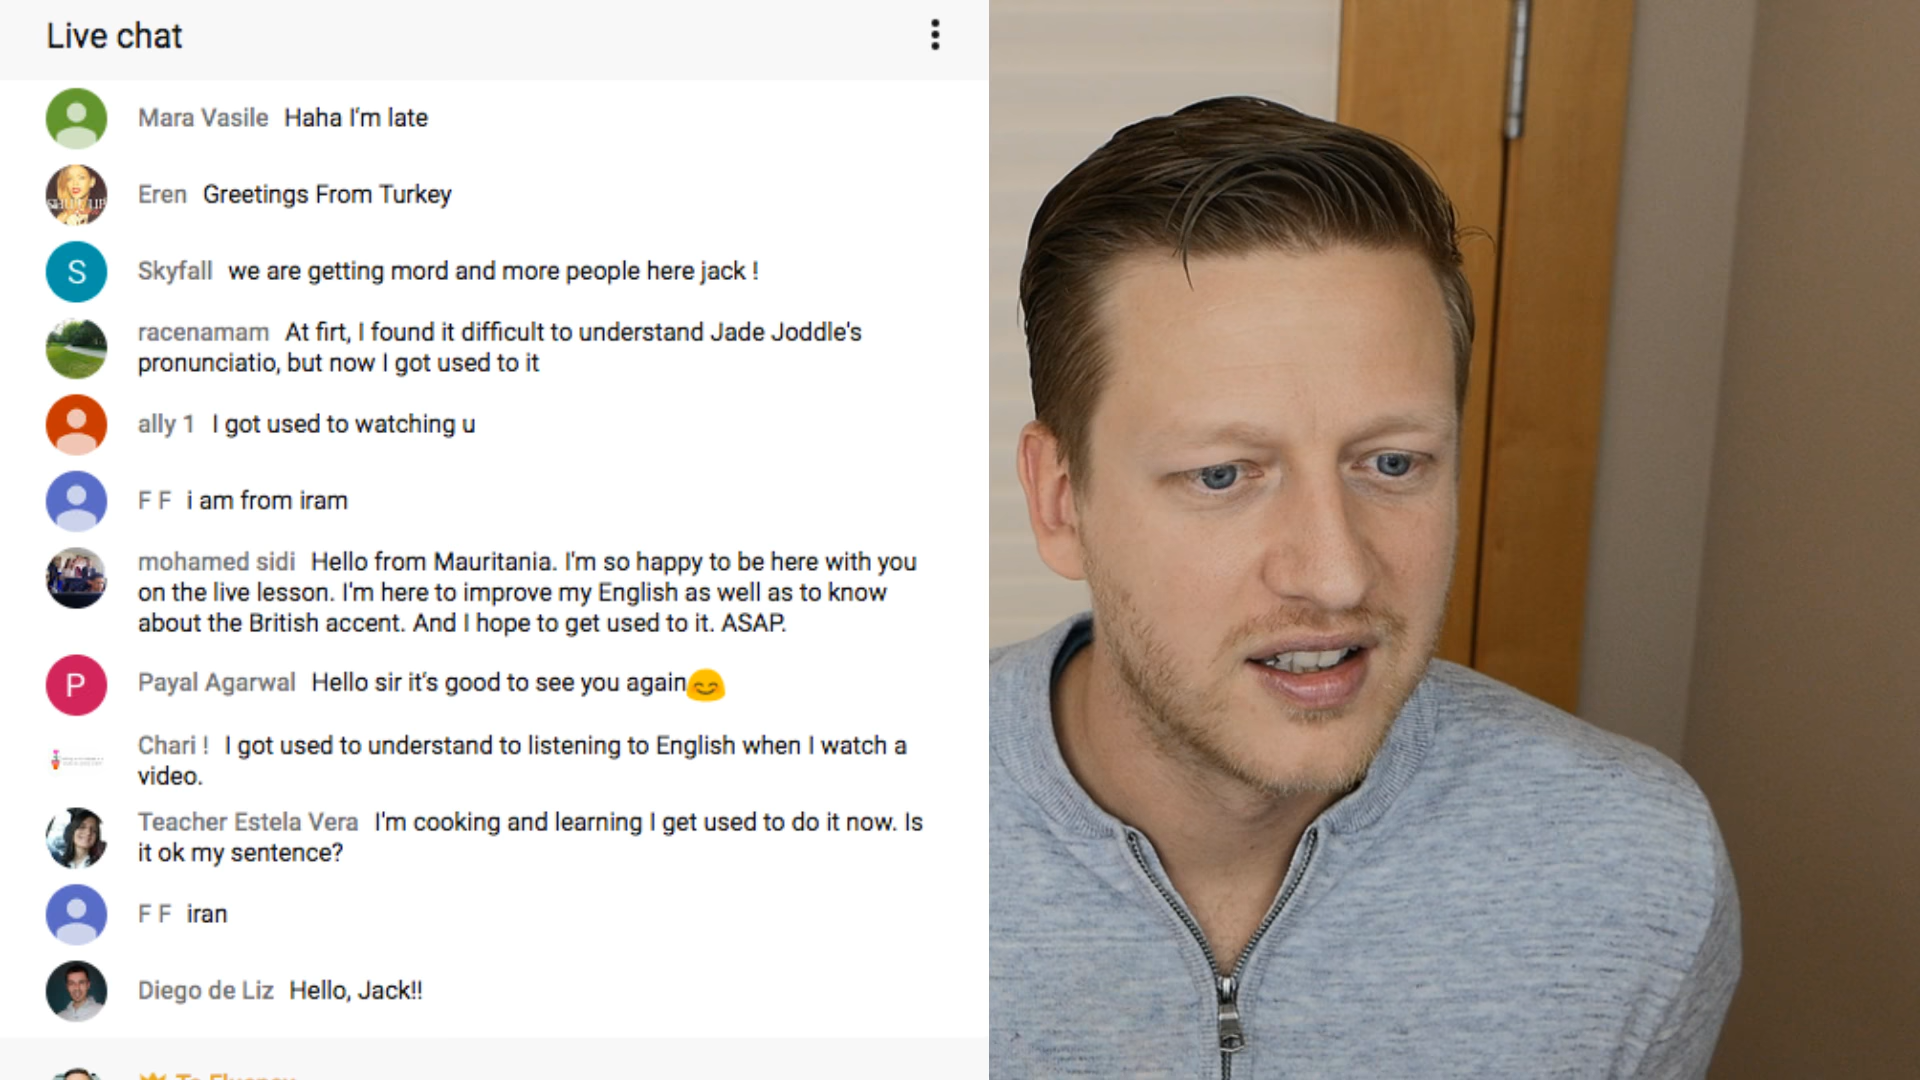 Live chat
Mara Vasile Haha I'm late
Eren Greetings From Turkey
S Skyfall we are getting mord and more people here jack !
racenamam At firt, I found it difficult to understand Jade Joddle's
pronunciatio, but now I got used to it
ally 1 I got used to watching u
F F i am from iram
mohamed sidi Hello from Mauritania. I'm so happy to be here with you
on the live lesson. I'm here to improve my English as well as to know
about the British accent. And I hope to get used to it. ASAP.
P Payal Agarwal Hello sir it's good to see you again😊
Chari ! I got used to understand to listening to English when I watch a
video.
Teacher Estela Vera I'm cooking and learning I get used to do it now. Is
it ok my sentence?
F F iran
Diego de Liz Hello, Jack!!
To Fluency